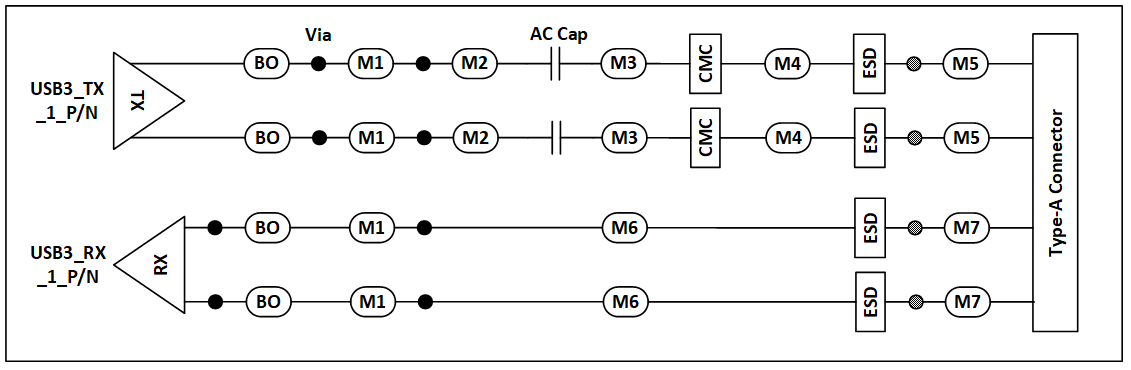 Via
AC Cap
USB3_TX
_1_P/N
TX
BO
M1
M2
M3
CMC
M4
ESD
M5
BO
M1
M2
M3
CMC
M4
ESD
M5
Type-A Connector
USB3_RX
_1_P/N
RX
BO
M1
M6
ESD
M7
BO
M1
M6
ESD
M7